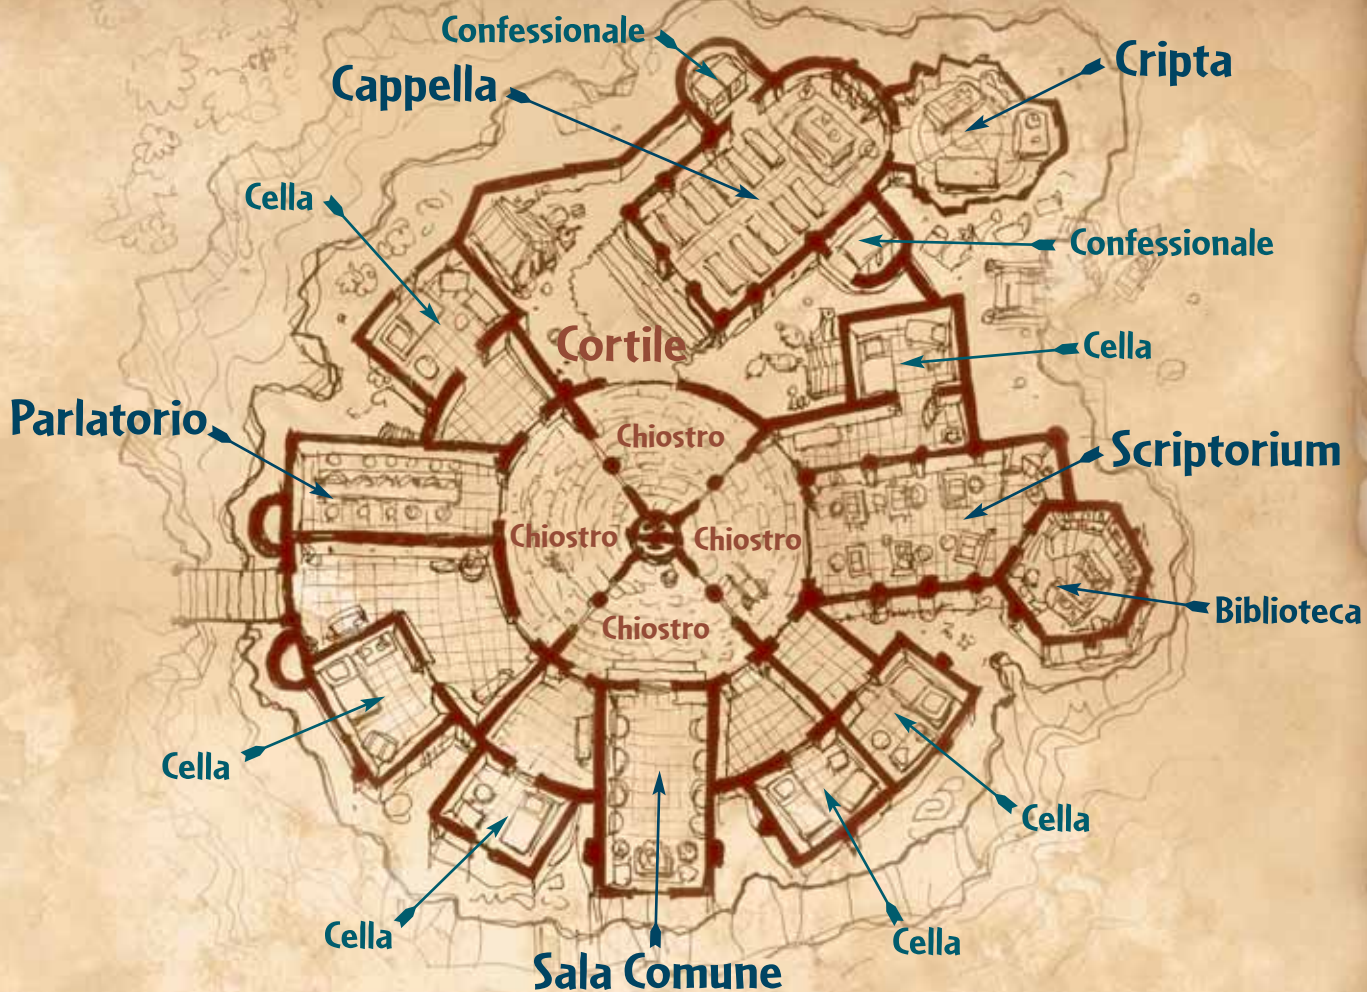 Confessionale
Cripta
Cappella
Cella
Confessionale
Cortile
Cella
Parlatorio
Chiostro
Scriptorium
Chiostro
Chiostro
Biblioteca
Chiostro
Cella
Cella
Cella
Cella
Sala Comune